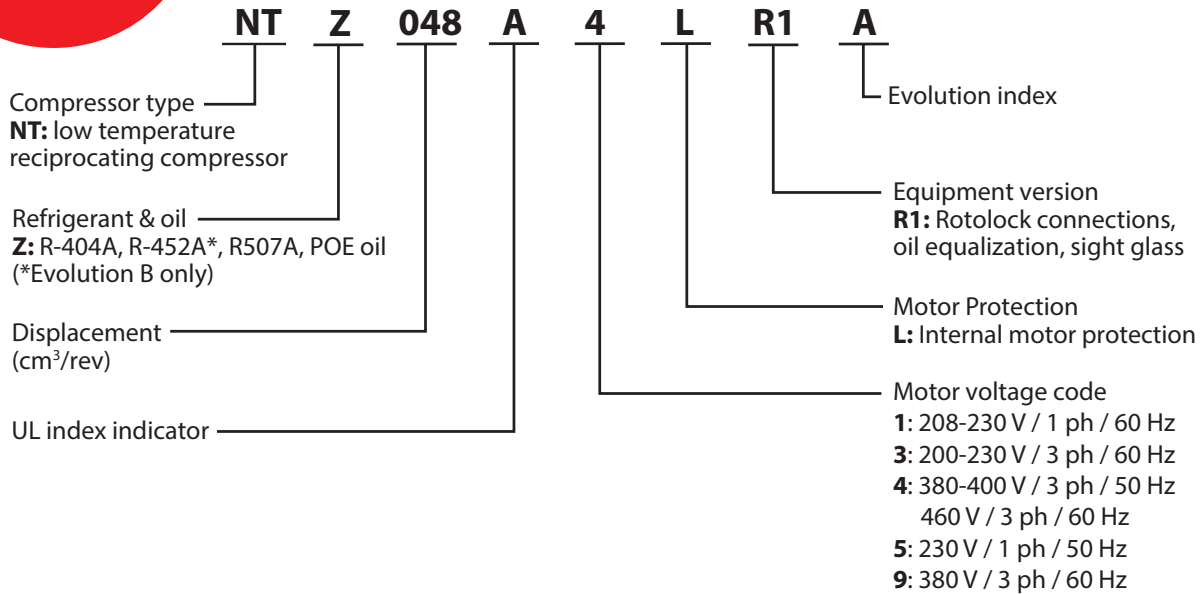 NT Z 048 A 4 L R1 A
Compressor type
NT: low temperature
reciprocating compressor
Refrigerant & oil
Z: R-404A, R-452A*, R507A, POE oil
(*Evolution B only)
Displacement
(cm³/rev)
UL index indicator
Evolution index
Equipment version
R1: Rotolock connections,
oil equalization, sight glass
Motor Protection
L: Internal motor protection
Motor voltage code
1: 208-230 V / 1 ph / 60 Hz
3: 200-230 V / 3 ph / 60 Hz
4: 380-400 V / 3 ph / 50 Hz
460 V / 3 ph / 60 Hz
5: 230 V / 1 ph / 50 Hz
9: 380 V / 3 ph / 60 Hz